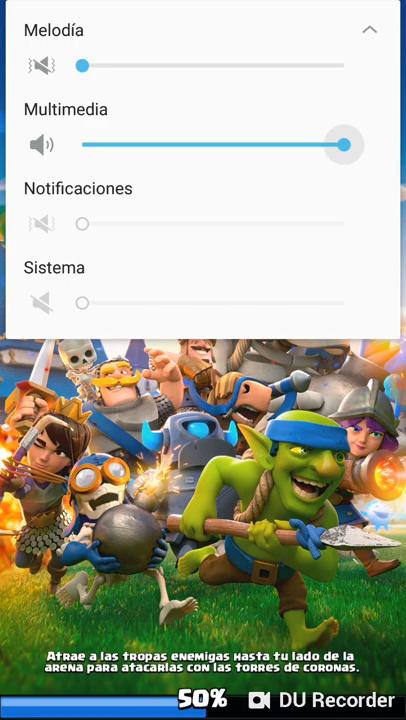 Melodía
Multimedia
Notificaciones
Sistema
Atrae a las tropas enemigas hasta tu lado de la
arena para atacarlas con las torres de coronas.
50%
DU Recorder